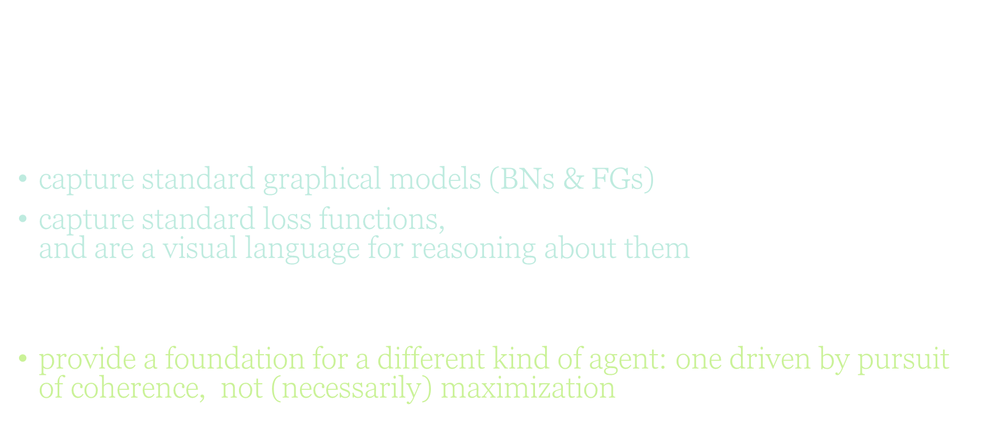 • capture standard graphical models (BNs & FGs)
• capture standard loss functions,
and are a visual language for reasoning about them
• provide a foundation for a different kind of agent: one driven by pursuit
of coherence,  not (necessarily) maximization